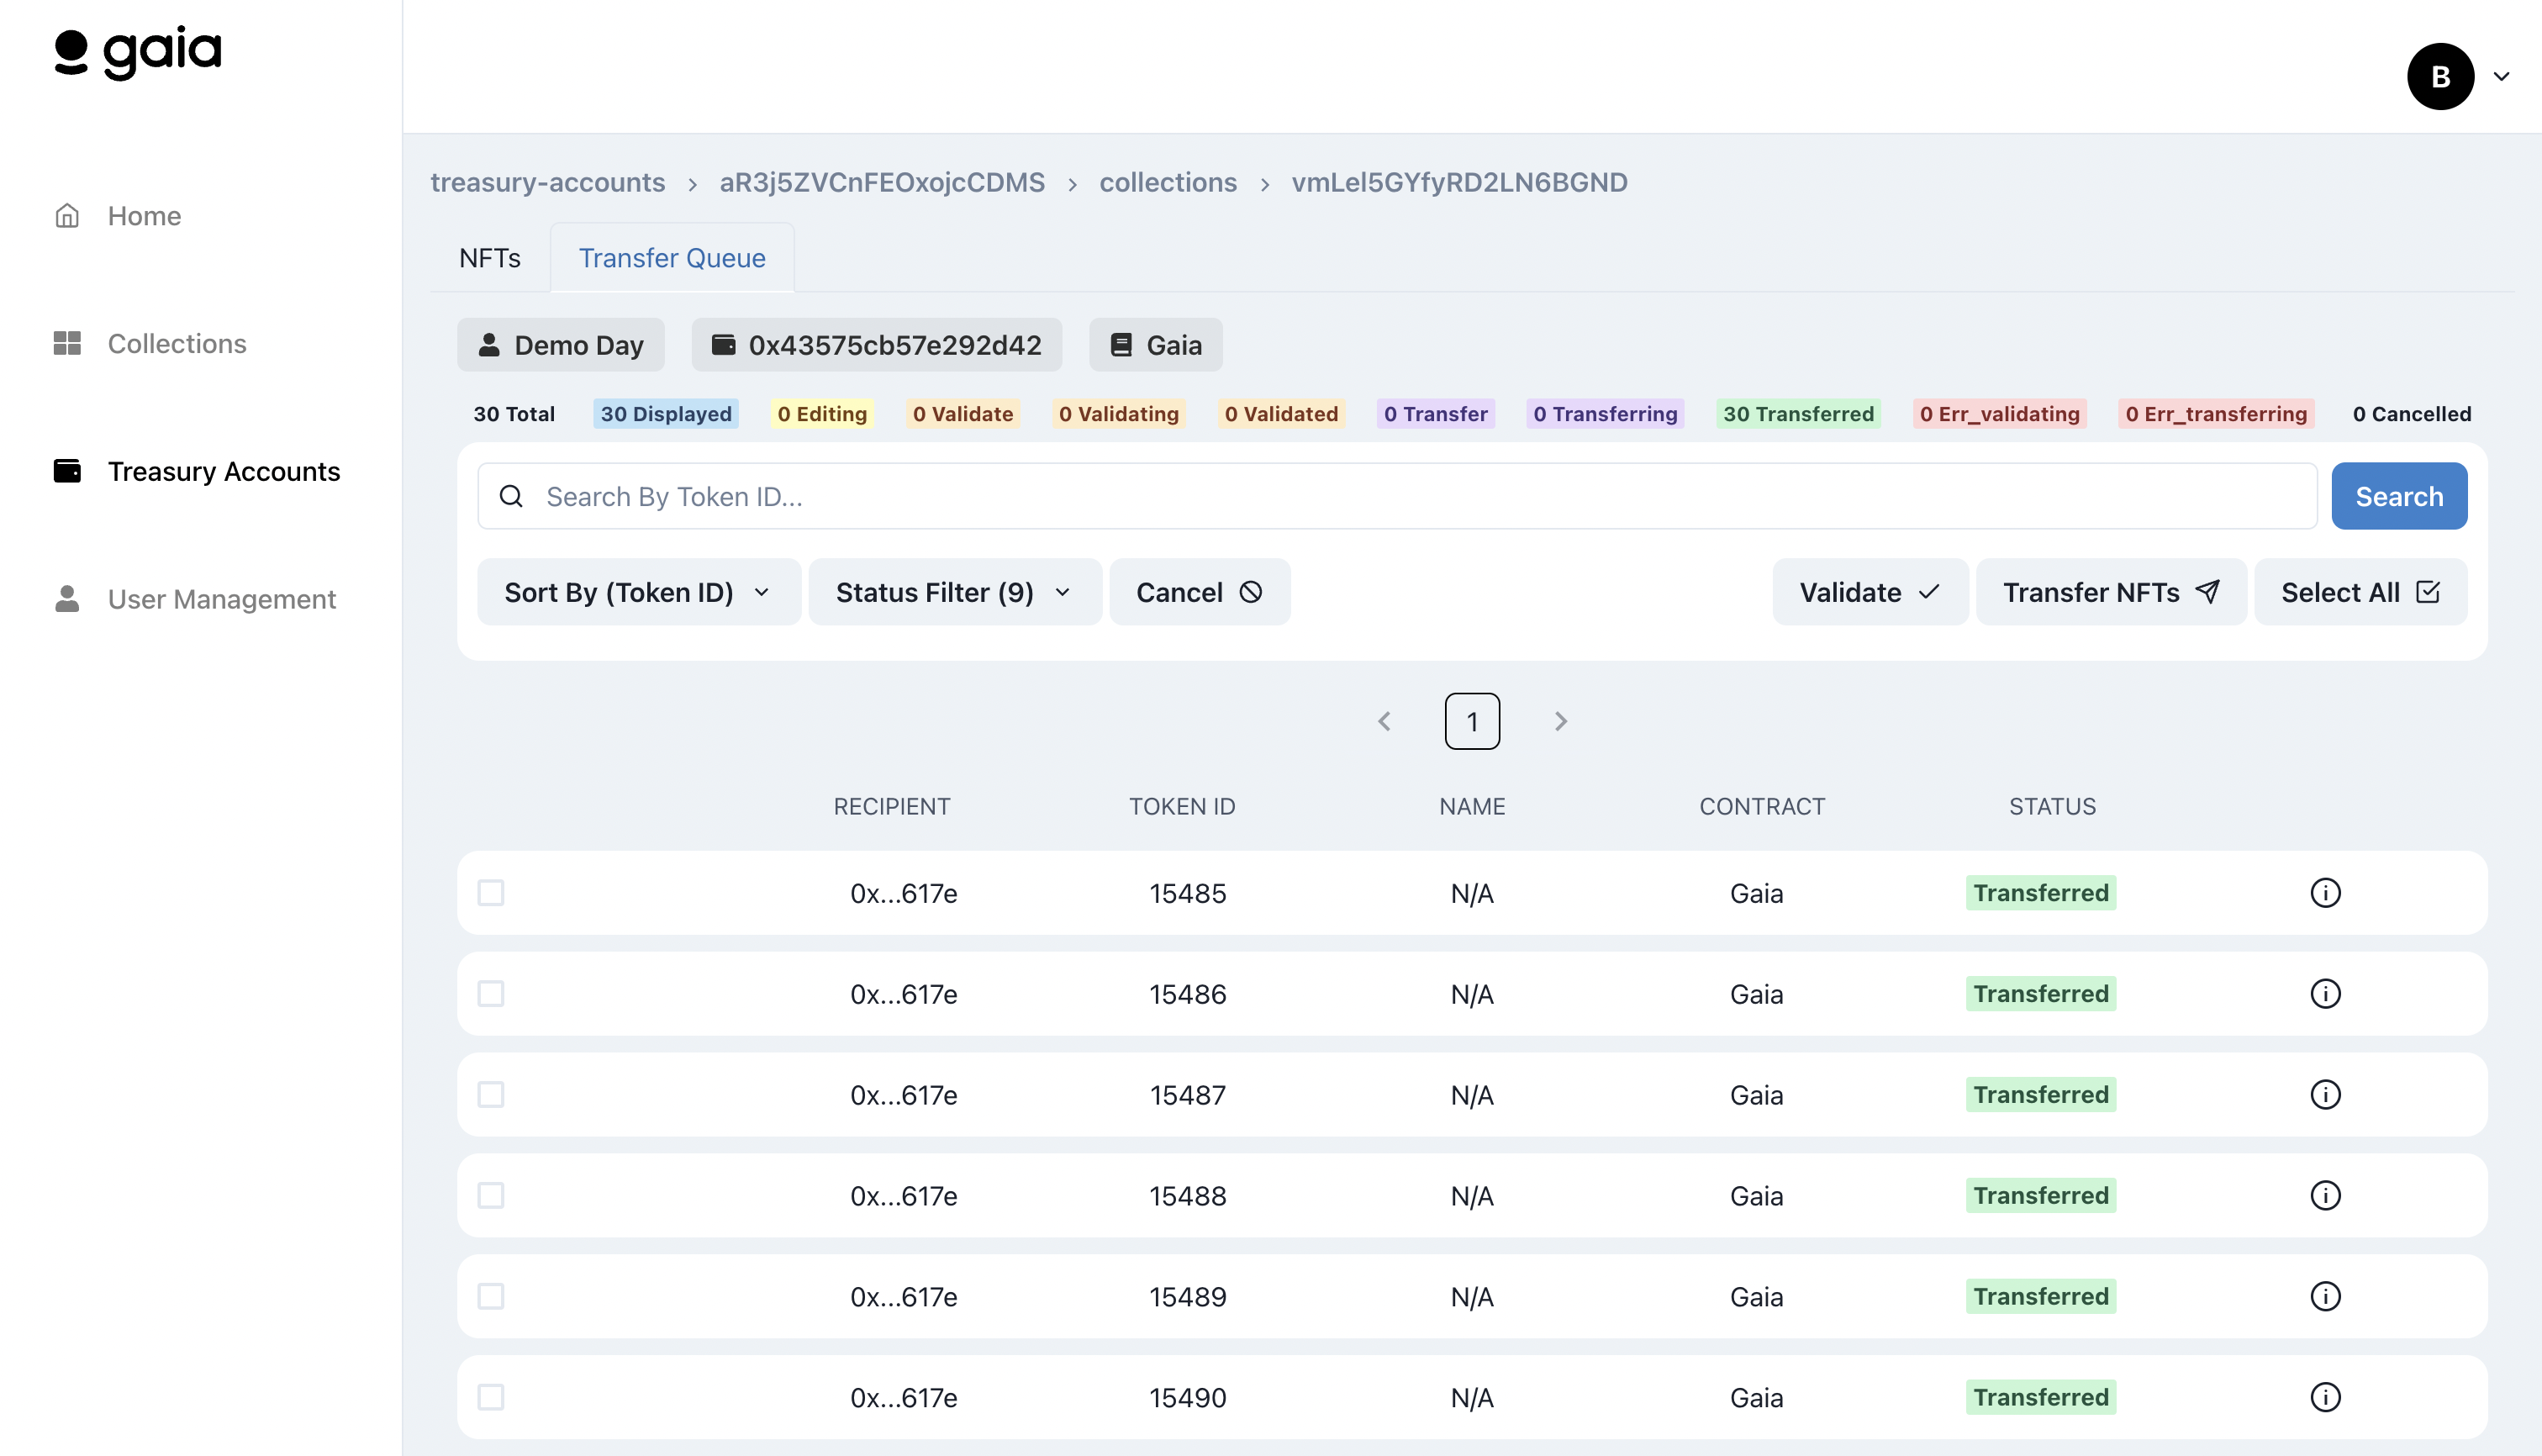 gaia
B
Home
Collections
Treasury Accounts
User Management
treasury-accounts > aR3j5ZVCnFEOxojcCDMS > collections > vmLel5GYfyRD2LN6BGND
NFTs Transfer Queue
Demo Day 0x43575cb57e292d42 Gaia
30 Total 30 Displayed 0 Editing 0 Validate 0 Validating 0 Validated 0 Transfer 0 Transferring 30 Transferred 0 Err_validating 0 Err_transferring 0 Cancelled
Search By Token ID... Search
Sort By (Token ID) Status Filter (9) Cancel Validate Transfer NFTs Select All
1
RECIPIENT TOKEN ID NAME CONTRACT STATUS
0x...617e 15485 N/A Gaia Transferred
0x...617e 15486 N/A Gaia Transferred
0x...617e 15487 N/A Gaia Transferred
0x...617e 15488 N/A Gaia Transferred
0x...617e 15489 N/A Gaia Transferred
0x...617e 15490 N/A Gaia Transferred